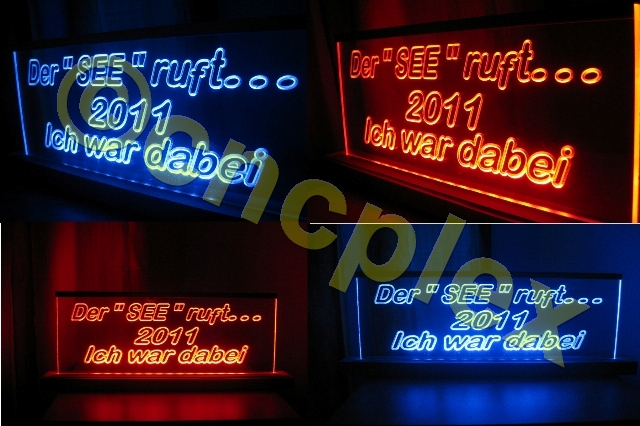 Der " SEE " ruft...
2011
Ich war dabei
Der " SEE " ruft...
2011
Ich war dabei
Der " SEE " ruft...
2011
Ich war dabei
Der " SEE " ruft...
2011
Ich war dabei
©oncplex